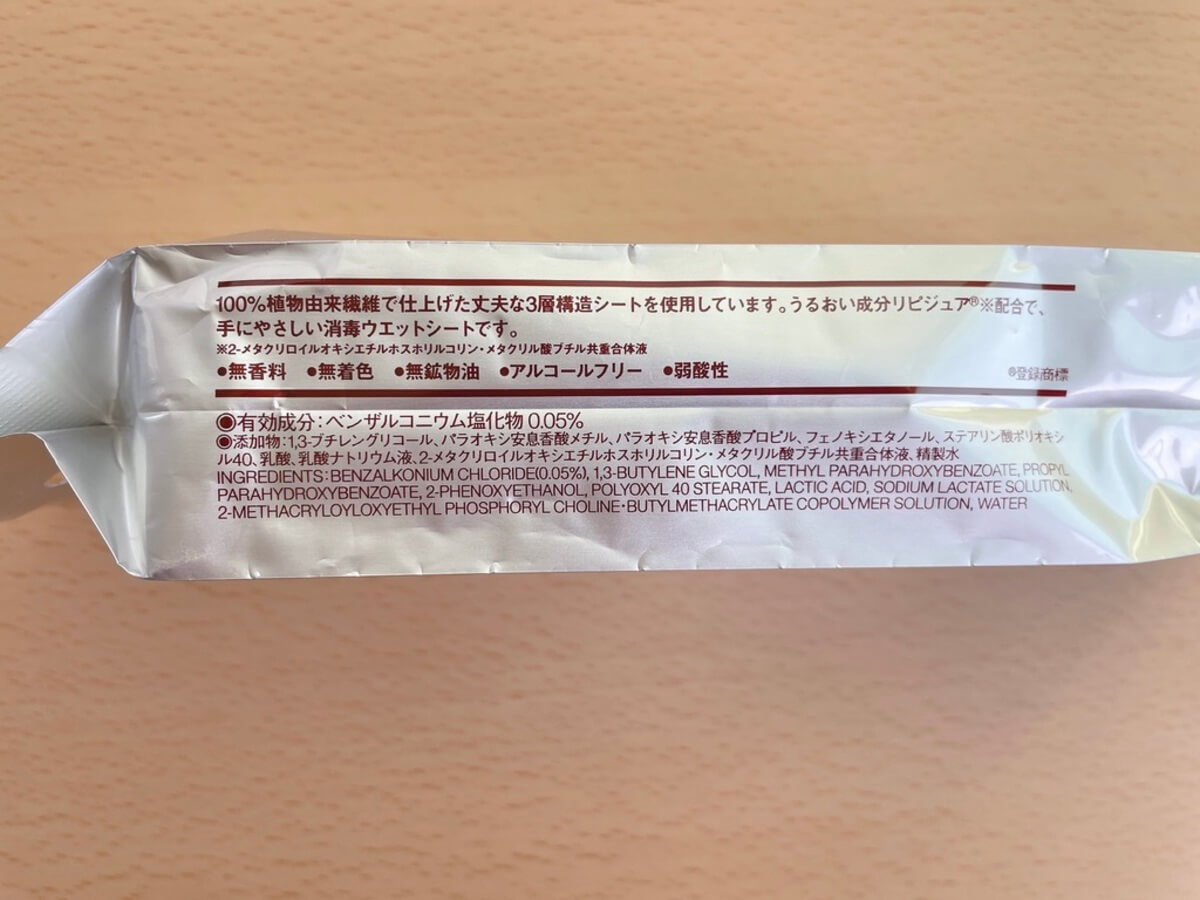 100%植物由来繊維で仕上げた丈夫な3層構造シートを使用しています。うるおい成分リピジュア®※配合で、
手にやさしい消毒ウエットシートです。
※2-メタクリロイルオキシエチルホスホリルコリン・メタクリル酸ブチル共重合体液
●無香料 ●無着色 ●無鉱物油 ●アルコールフリー ●弱酸性 ®登録商標
◉有効成分：ベンザルコニウム塩化物 0.05%
◉添加物：1,3-ブチレングリコール、パラオキシ安息香酸メチル、パラオキシ安息香酸プロピル、フェノキシエタノール、ステアリン酸ポリオキシ
ル40、乳酸、乳酸ナトリウム液、2-メタクリロイルオキシエチルホスホリルコリン・メタクリル酸ブチル共重合体液、精製水
INGREDIENTS: BENZALKONIUM CHLORIDE(0.05%), 1,3-BUTYLENE GLYCOL, METHYL PARAHYDROXYBENZOATE, PROPYL
PARAHYDROXYBENZOATE, 2-PHENOXYETHANOL, POLYOXYL 40 STEARATE, LACTIC ACID, SODIUM LACTATE SOLUTION,
2-METHACRYLOYLOXYETHYL PHOSPHORYL CHOLINE・BUTYLMETHACRYLATE COPOLYMER SOLUTION, WATER